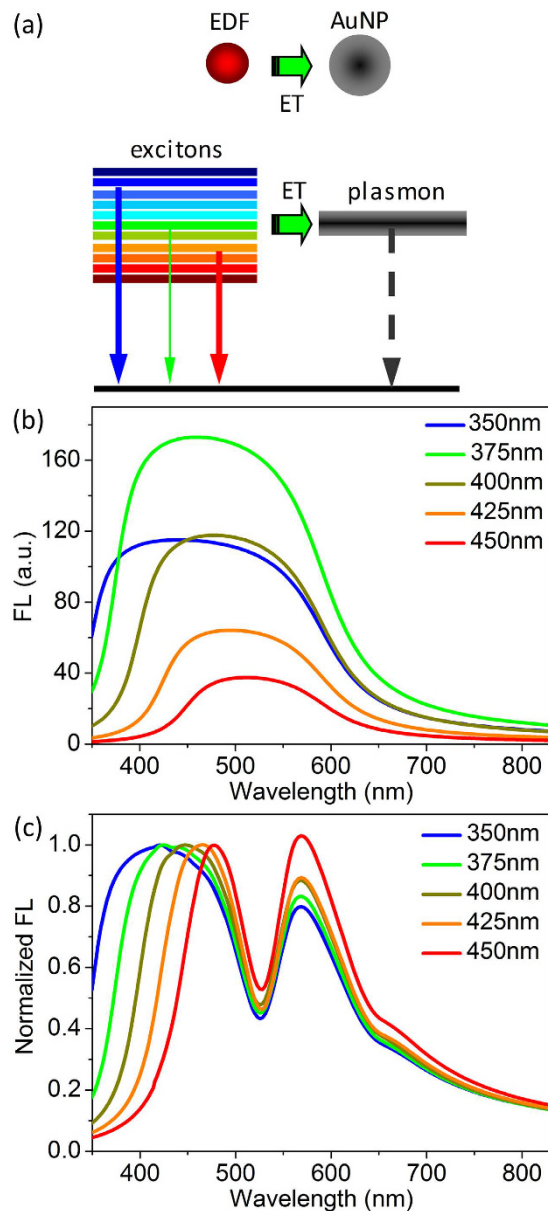 (a)
EDF AuNP
ET
excitons
ET plasmon
(b)
FL (a.u.)
160
120
80
40
0
350nm
375nm
400nm
425nm
450nm
400 500 600 700 800
Wavelength (nm)
(c)
Normalized FL
1.0
0.8
0.6
0.4
0.2
0.0
350nm
375nm
400nm
425nm
450nm
400 500 600 700 800
Wavelength (nm)